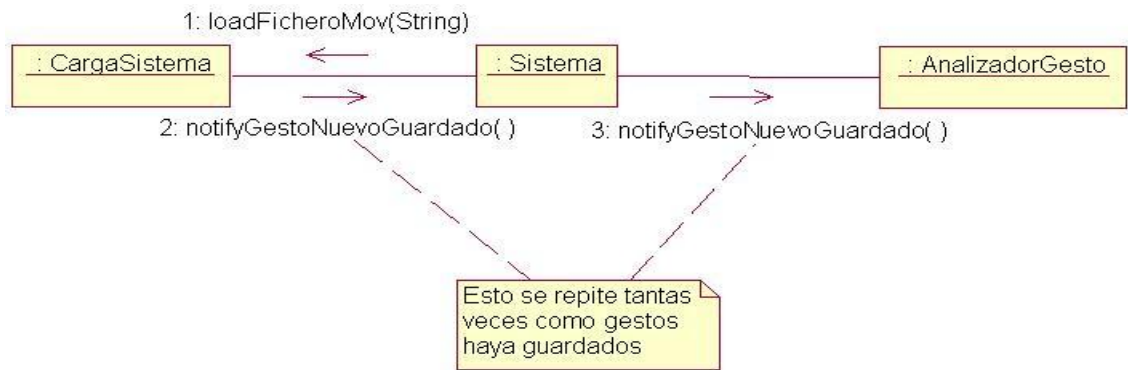 1: loadFicheroMov(String)
: CargaSistema
: Sistema
: AnalizadorGesto
2: notifyGestoNuevoGuardado( )
3: notifyGestoNuevoGuardado( )
Esto se repite tantas
veces como gestos
haya guardados